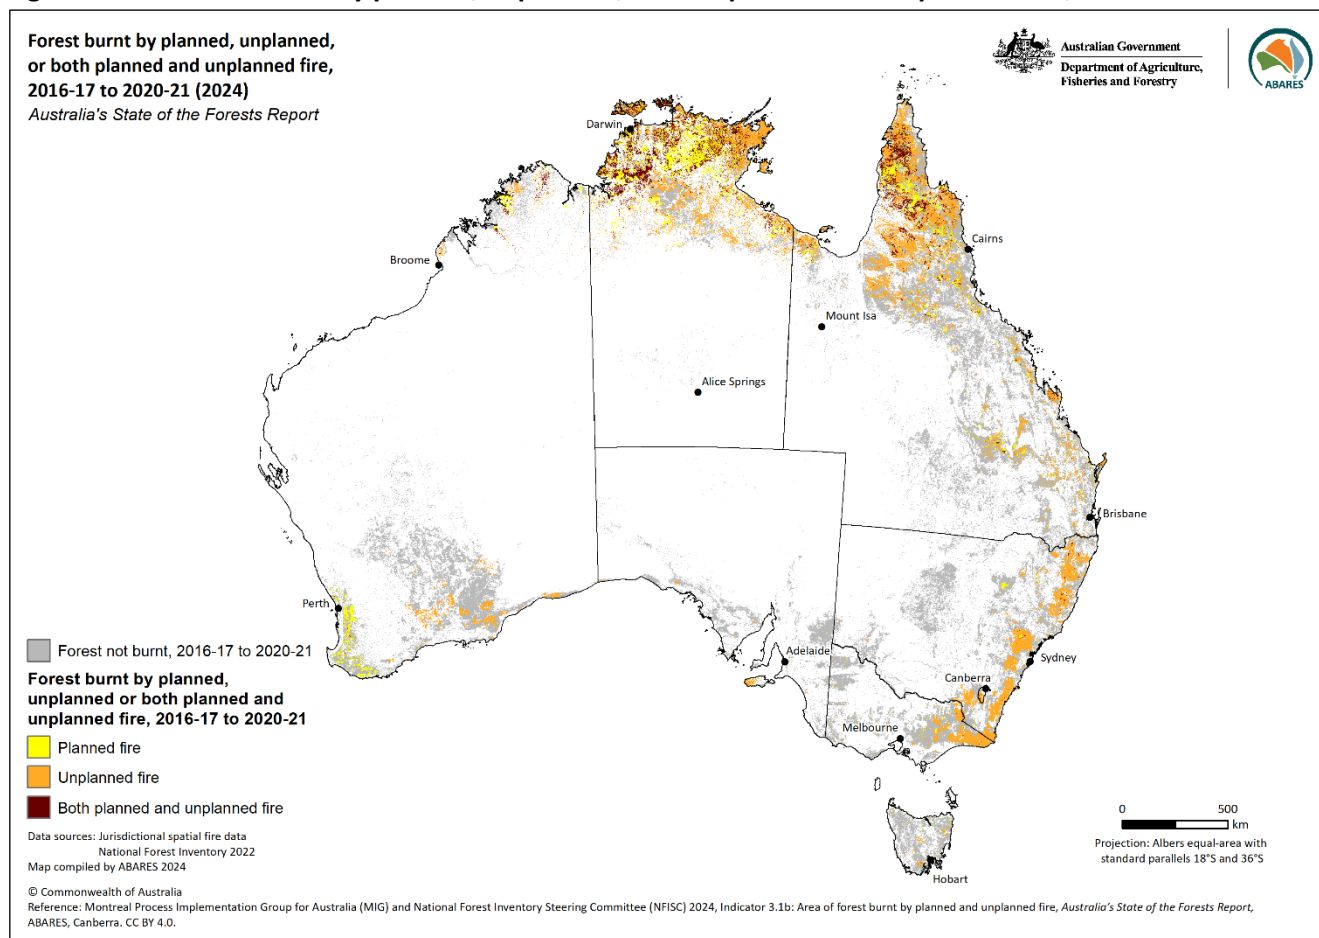 Forest burnt by planned, unplanned,
or both planned and unplanned fire,
2016-17 to 2020-21 (2024)
Australia's State of the Forests Report
Australian Government
Department of Agriculture,
Fisheries and Forestry
ABARES
Darwin
Cairns
Broome
Mount Isa
Alice Springs
Brisbane
Perth
Adelaide
Sydney
Canberra
Melbourne
Hobart
Forest not burnt, 2016-17 to 2020-21
Forest burnt by planned,
unplanned or both planned and
unplanned fire, 2016-17 to 2020-21
Planned fire
Unplanned fire
Both planned and unplanned fire
0 500
km
Projection: Albers equal-area with
standard parallels 18°S and 36°S
Data sources: Jurisdictional spatial fire data
National Forest Inventory 2022
Map compiled by ABARES 2024
© Commonwealth of Australia
Reference: Montreal Process Implementation Group for Australia (MIG) and National Forest Inventory Steering Committee (NFISC) 2024, Indicator 3.1b: Area of forest burnt by planned and unplanned fire, Australia's State of the Forests Report,
ABARES, Canberra. CC BY 4.0.